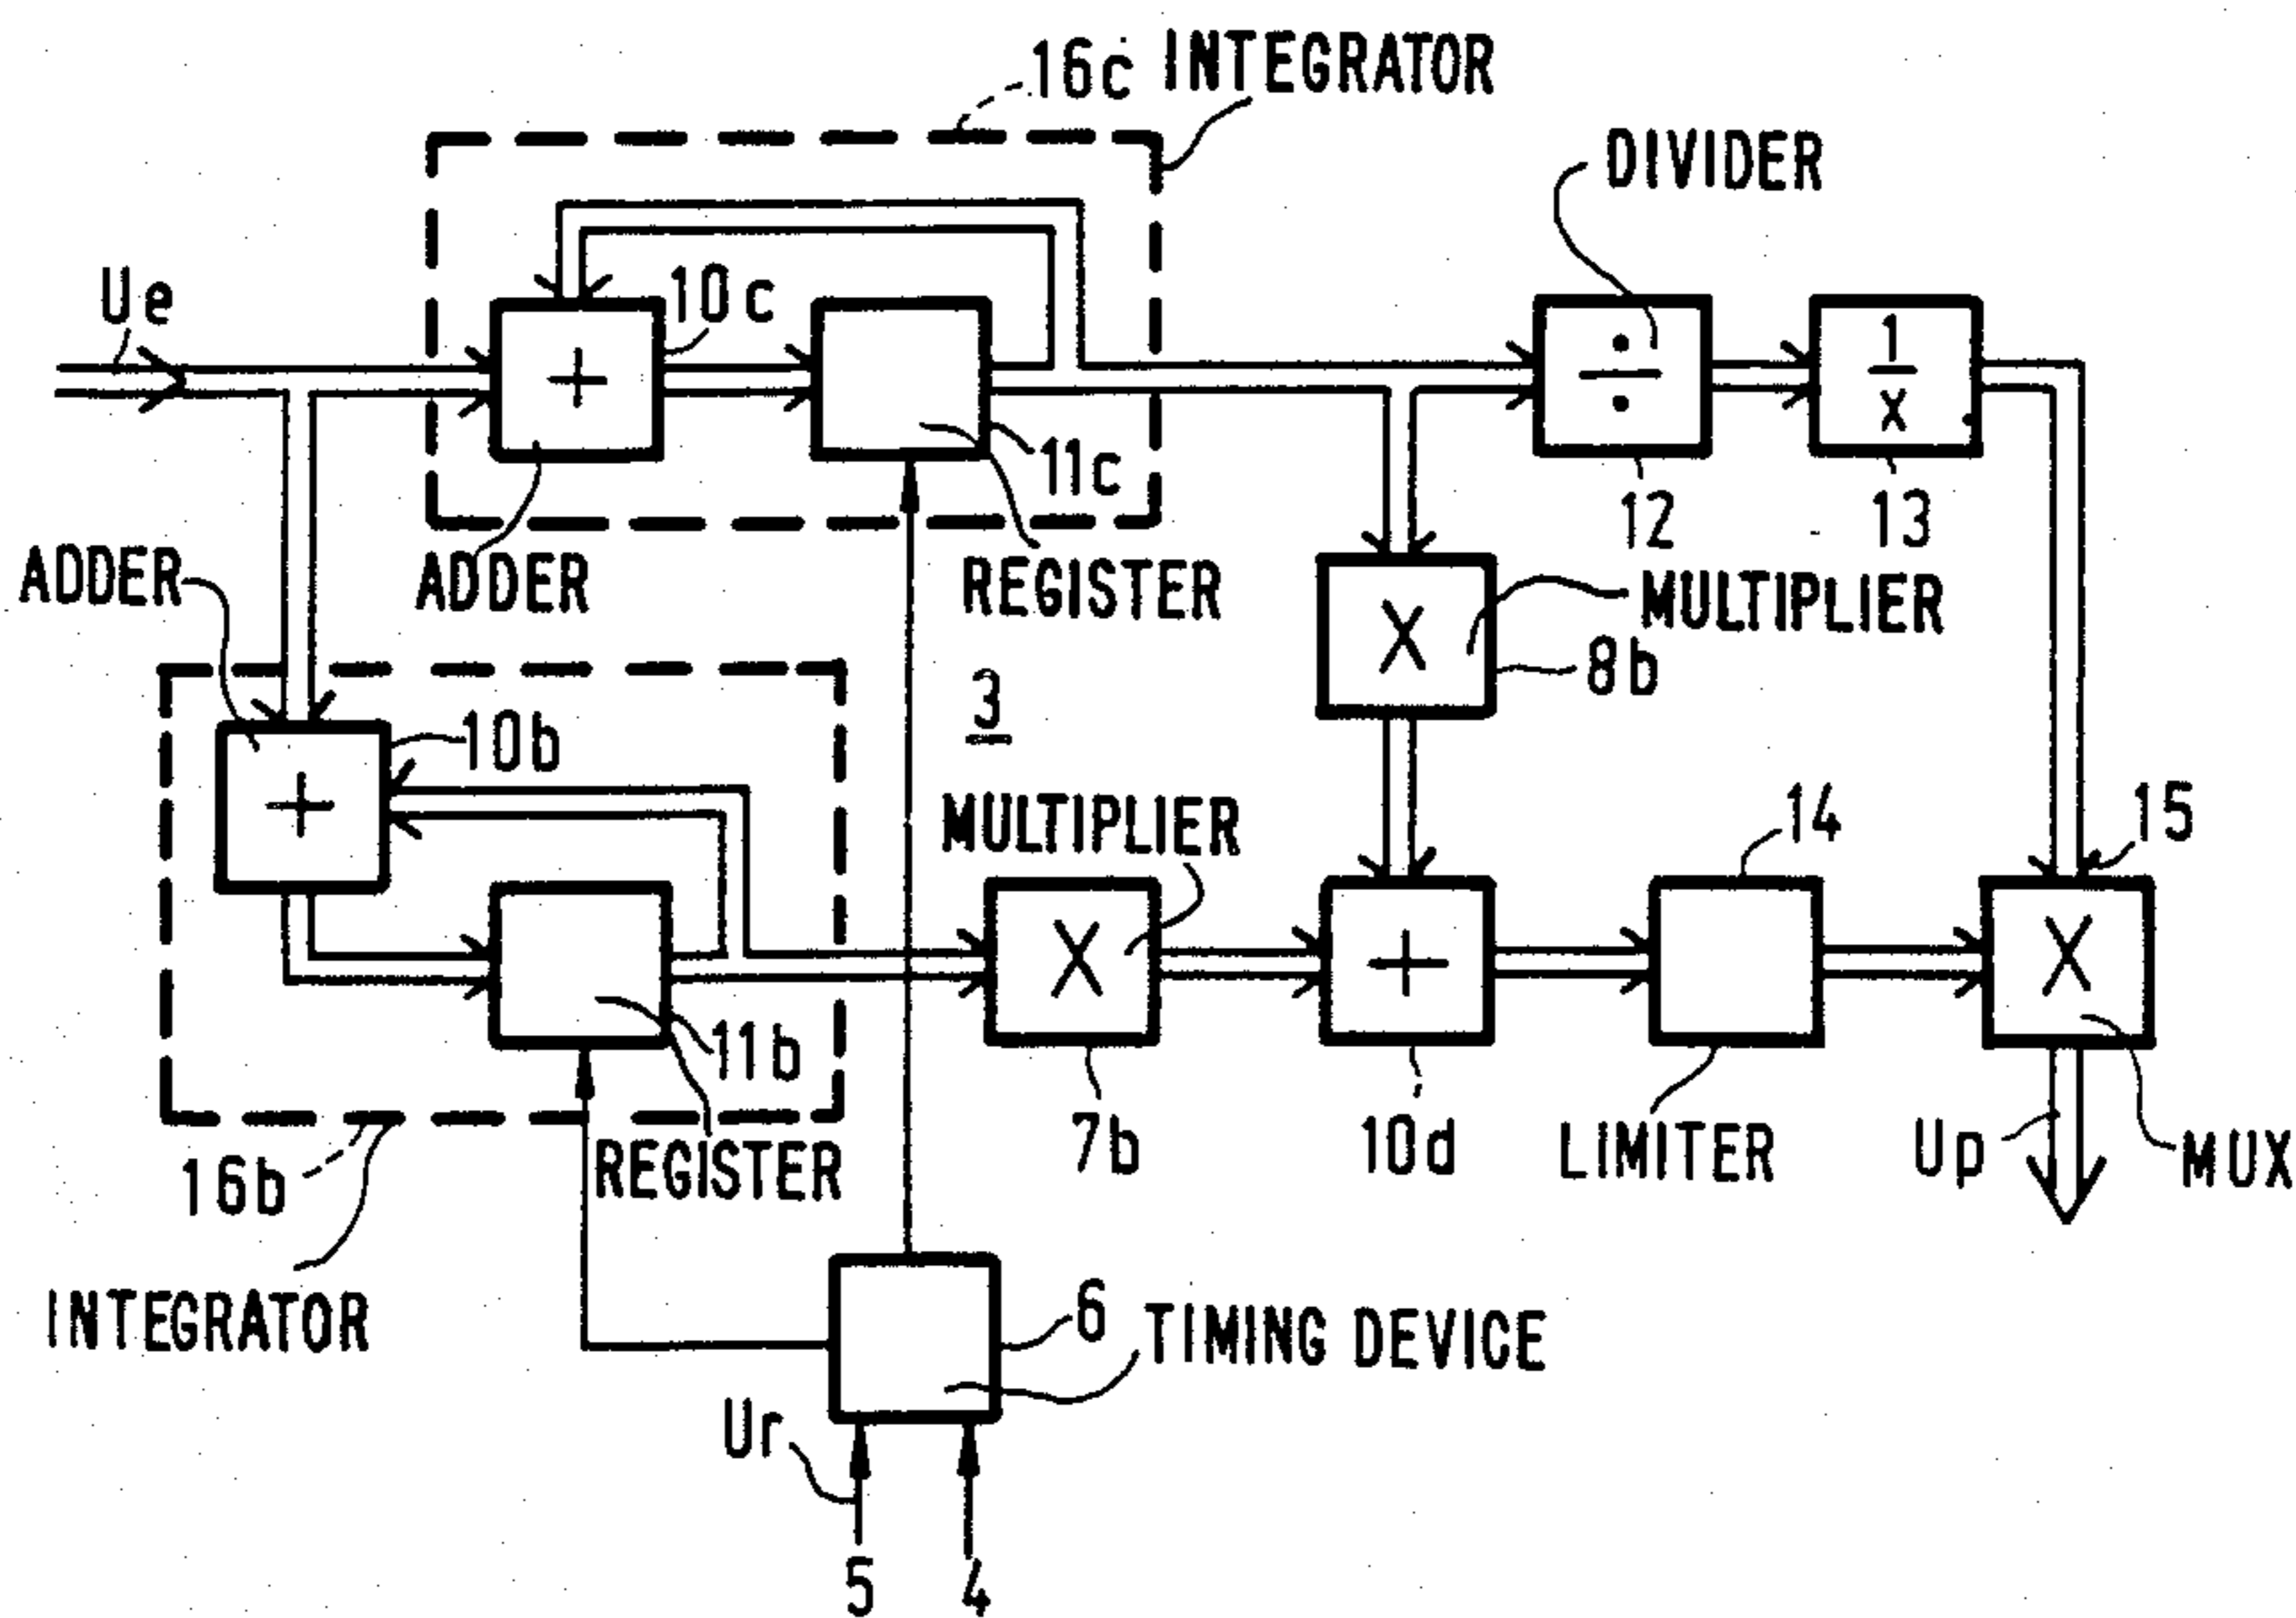 16c INTEGRATOR
DIVIDER
Ue
10c
+
÷
1
x
11c
12
13
ADDER
ADDER
REGISTER
MULTIPLIER
X
8b
3
10b
+
MULTIPLIER
14
15
X
+
X
11b
7b
10d
LIMITER
Up
MUX
16b
REGISTER
INTEGRATOR
6
TIMING DEVICE
Ur
5
4